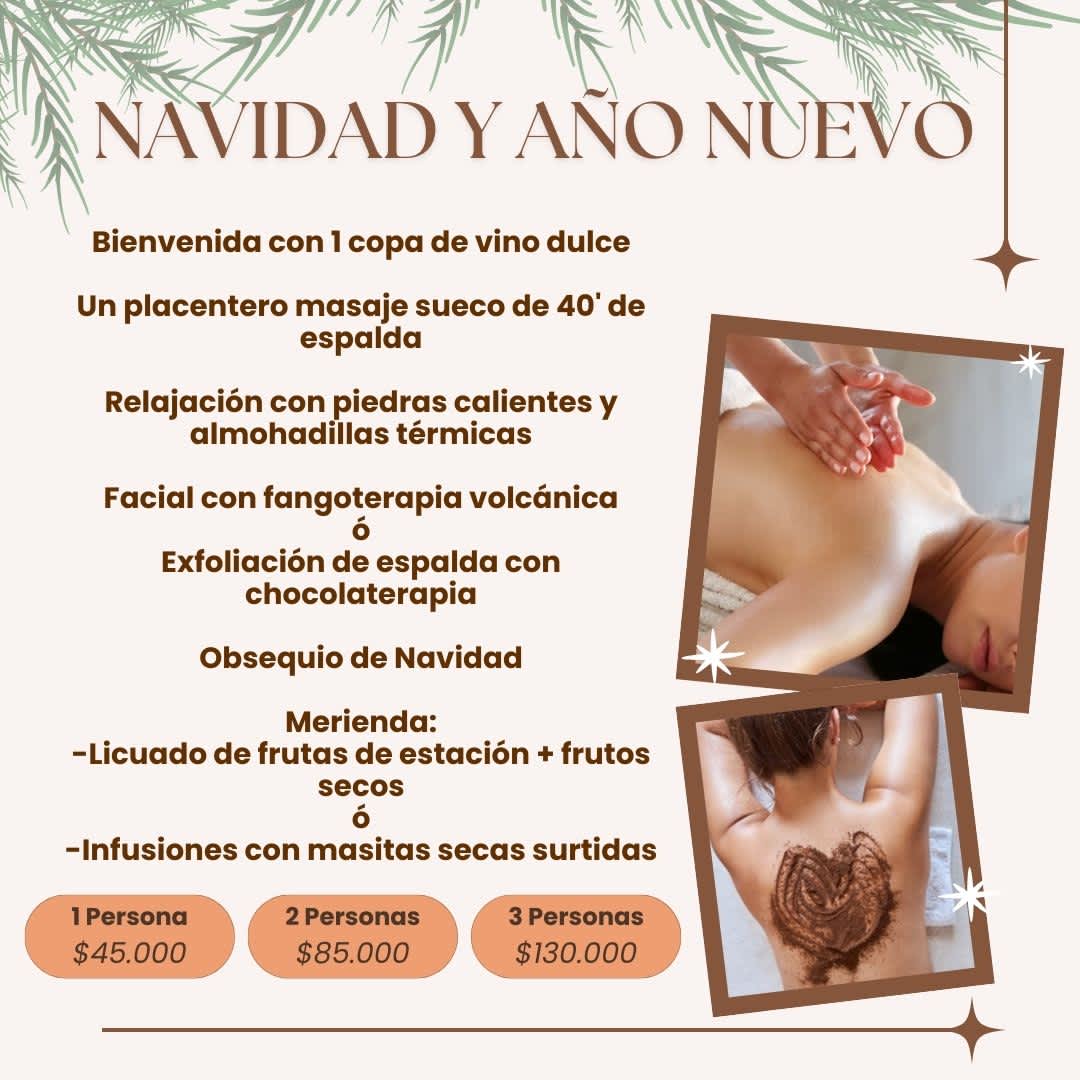 NAVIDAD Y AÑO NUEVO
Bienvenida con 1 copa de vino dulce
Un placentero masaje sueco de 40' de
espalda
Relajación con piedras calientes y
almohadillas térmicas
Facial con fangoterapia volcánica
ó
Exfoliación de espalda con
chocolaterapia
Obsequio de Navidad
Merienda:
-Licuado de frutas de estación + frutos
secos
ó
-Infusiones con masitas secas surtidas
1 Persona
$45.000
2 Personas
$85.000
3 Personas
$130.000